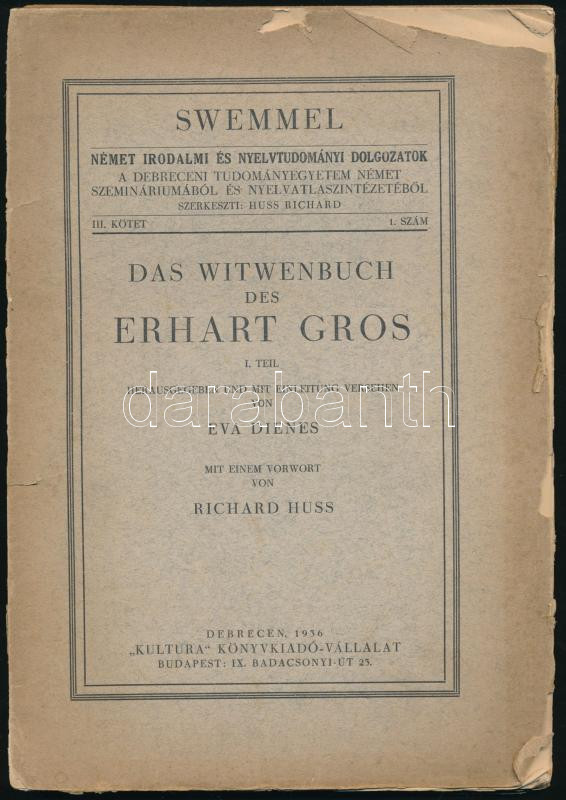 SWEMMEL
NÉMET IRODALMI ÉS NYELVTUDOMÁNYI DOLGOZATOK
A DEBRECENI TUDOMÁNYEGYETEM NÉMET
SZEMINÁRIUMÁBÓL ÉS NYELVATLASZINTÉZETÉBŐL
SZERKESZTI: HUSS RICHARD
III. KÖTET 1. SZÁM
DAS WITWENBUCH
DES
ERHART GROS
I. TEIL
HERAUSGEGEBEN UND MIT EINLEITUNG VERSEHEN
VON
EVA DIENES
MIT EINEM VORWORT
VON
RICHARD HUSS
DEBRECEN, 1936
„KULTURA" KÖNYVKIADÓ-VÁLLALAT
BUDAPEST: IX. BADACSONYI-ÚT 23.
darabanth